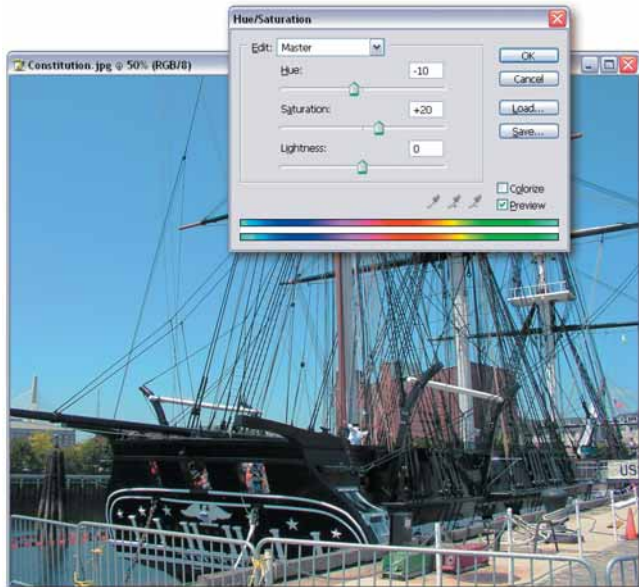 Hue/Saturation
Edit: Master
Hue: -10
Saturation: +20
Lightness: 0
OK
Cancel
Load...
Save...
Colorize
Preview
Constitution.jpg @ 50% (RGB/8)
US